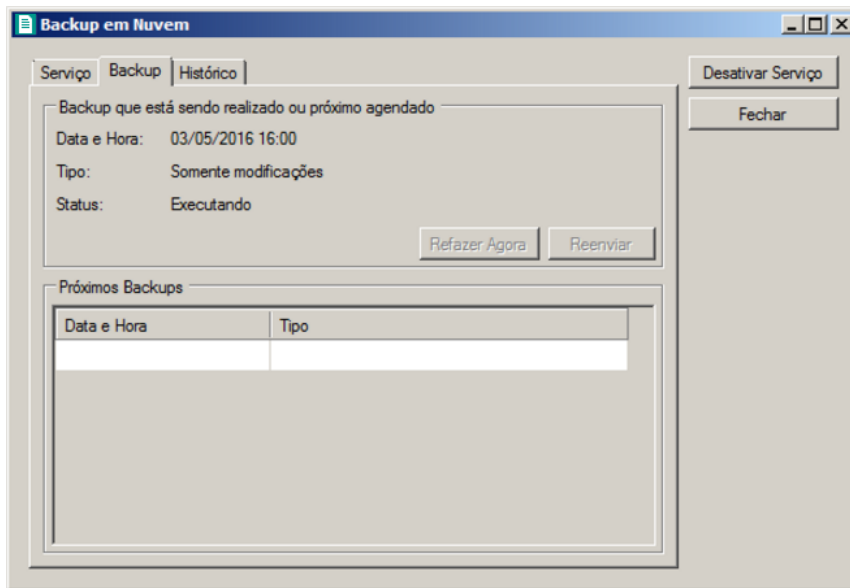 Backup em Nuvem
Serviço Backup Histórico
Desativar Serviço
Fechar
Backup que está sendo realizado ou próximo agendado
Data e Hora: 03/05/2016 16:00
Tipo: Somente modificações
Status: Executando
Refazer Agora Reenviar
Próximos Backups
Data e Hora Tipo